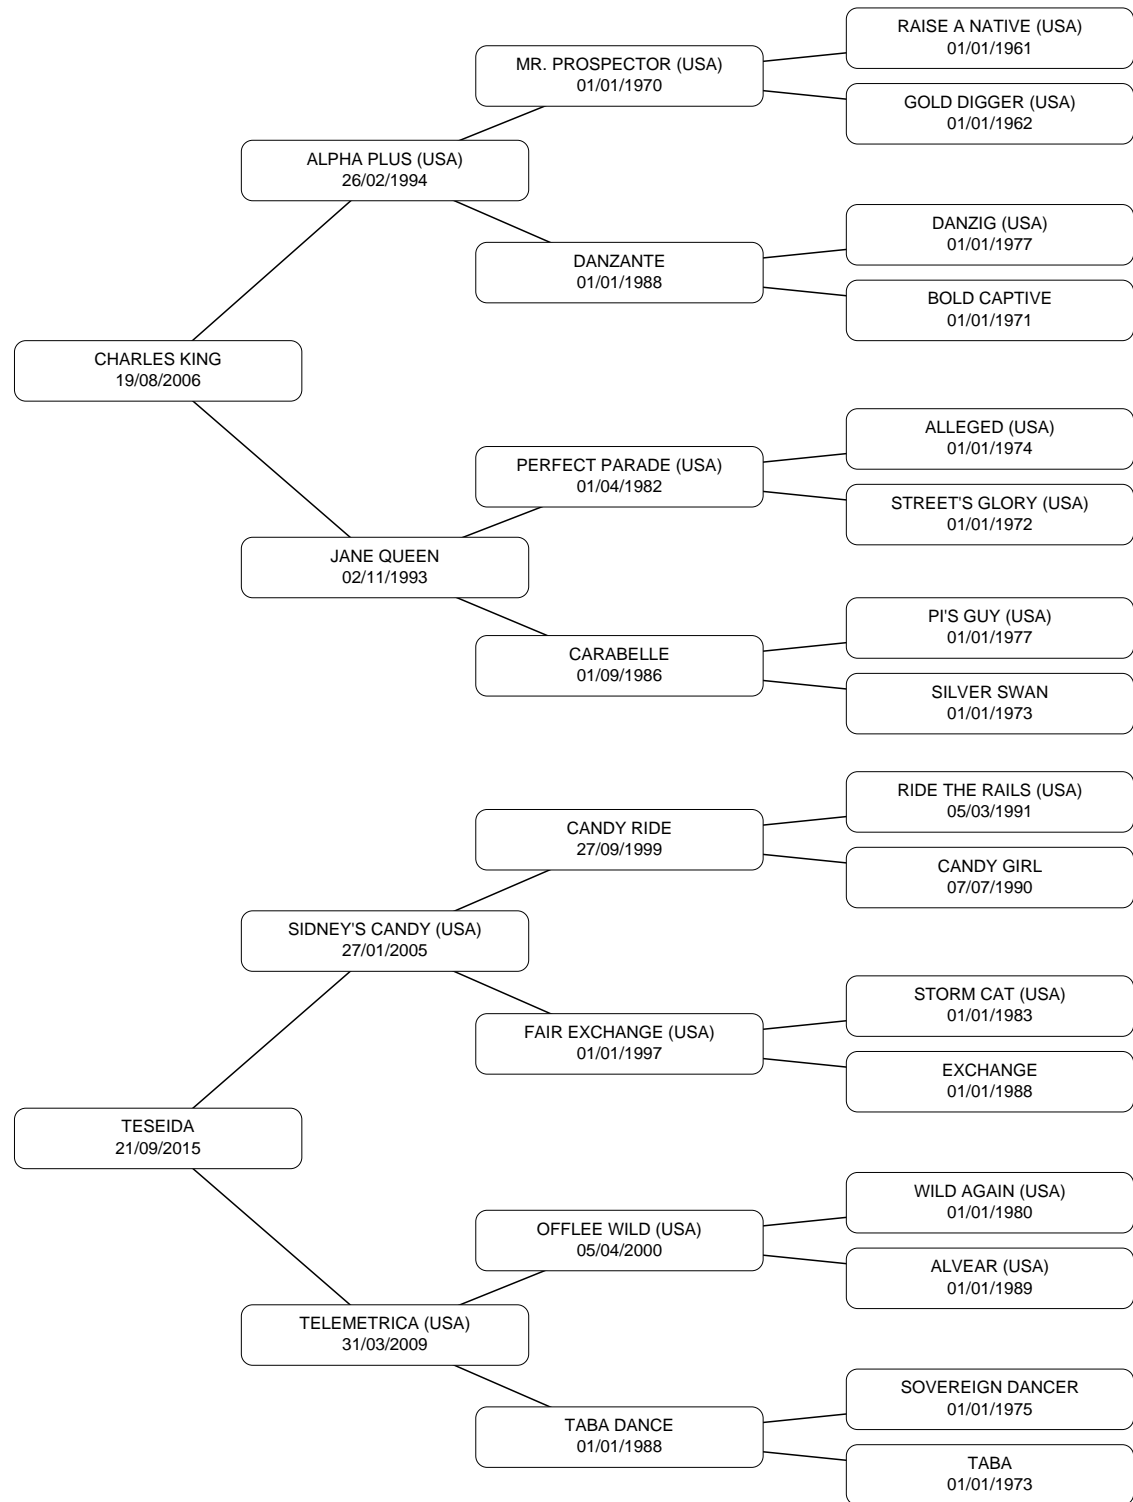 RAISE A NATIVE (USA)
01/01/1961
MR. PROSPECTOR (USA)
01/01/1970
GOLD DIGGER (USA)
01/01/1962
ALPHA PLUS (USA)
26/02/1994
DANZIG (USA)
01/01/1977
DANZANTE
01/01/1988
BOLD CAPTIVE
01/01/1971
CHARLES KING
19/08/2006
ALLEGED (USA)
01/01/1974
PERFECT PARADE (USA)
01/04/1982
STREET'S GLORY (USA)
01/01/1972
JANE QUEEN
02/11/1993
PI'S GUY (USA)
01/01/1977
CARABELLE
01/09/1986
SILVER SWAN
01/01/1973
RIDE THE RAILS (USA)
05/03/1991
CANDY RIDE
27/09/1999
CANDY GIRL
07/07/1990
SIDNEY'S CANDY (USA)
27/01/2005
STORM CAT (USA)
01/01/1983
FAIR EXCHANGE (USA)
01/01/1997
EXCHANGE
01/01/1988
TESEIDA
21/09/2015
WILD AGAIN (USA)
01/01/1980
OFFLEE WILD (USA)
05/04/2000
ALVEAR (USA)
01/01/1989
TELEMETRICA (USA)
31/03/2009
SOVEREIGN DANCER
01/01/1975
TABA DANCE
01/01/1988
TABA
01/01/1973